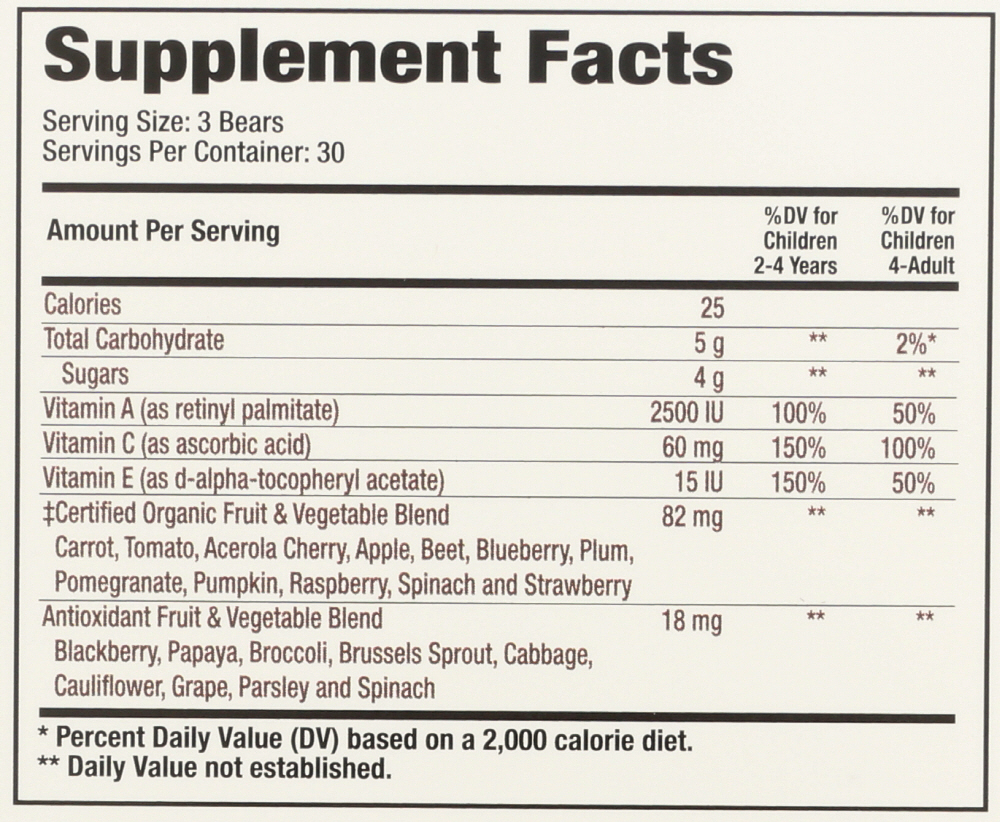 Supplement Facts
Serving Size: 3 Bears
Servings Per Container: 30
Amount Per Serving %DV for Children 2-4 Years %DV for Children 4-Adult
Calories 25
Total Carbohydrate 5 g ** 2%*
Sugars 4 g ** **
Vitamin A (as retinyl palmitate) 2500 IU 100% 50%
Vitamin C (as ascorbic acid) 60 mg 150% 100%
Vitamin E (as d-alpha-tocopheryl acetate) 15 IU 150% 50%
‡Certified Organic Fruit & Vegetable Blend 82 mg ** **
Carrot, Tomato, Acerola Cherry, Apple, Beet, Blueberry, Plum,
Pomegranate, Pumpkin, Raspberry, Spinach and Strawberry
Antioxidant Fruit & Vegetable Blend 18 mg ** **
Blackberry, Papaya, Broccoli, Brussels Sprout, Cabbage,
Cauliflower, Grape, Parsley and Spinach
* Percent Daily Value (DV) based on a 2,000 calorie diet.
** Daily Value not established.